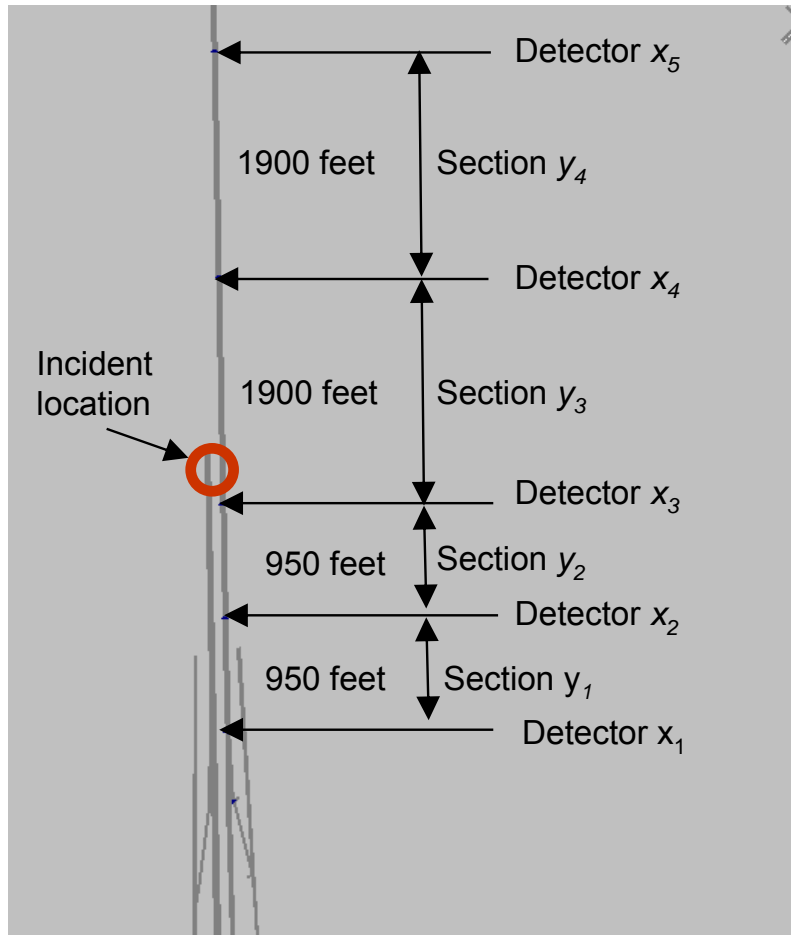 Detector x₅
1900 feet
Section y₄
Detector x₄
Incident
location
1900 feet
Section y₃
Detector x₃
950 feet
Section y₂
Detector x₂
950 feet
Section y₁
Detector x₁